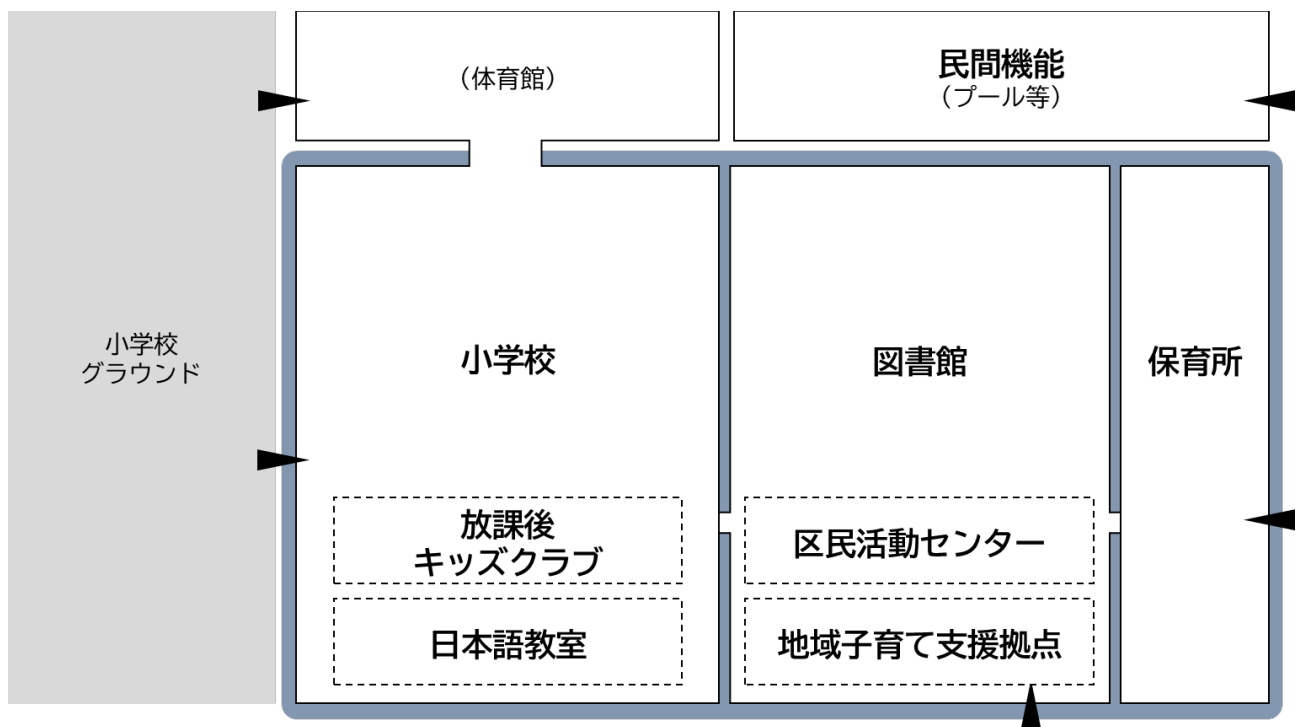 （体育館）
民間機能
（プール等）
小学校
グラウンド
小学校
図書館
保育所
放課後
キッズクラブ
区民活動センター
日本語教室
地域子育て支援拠点